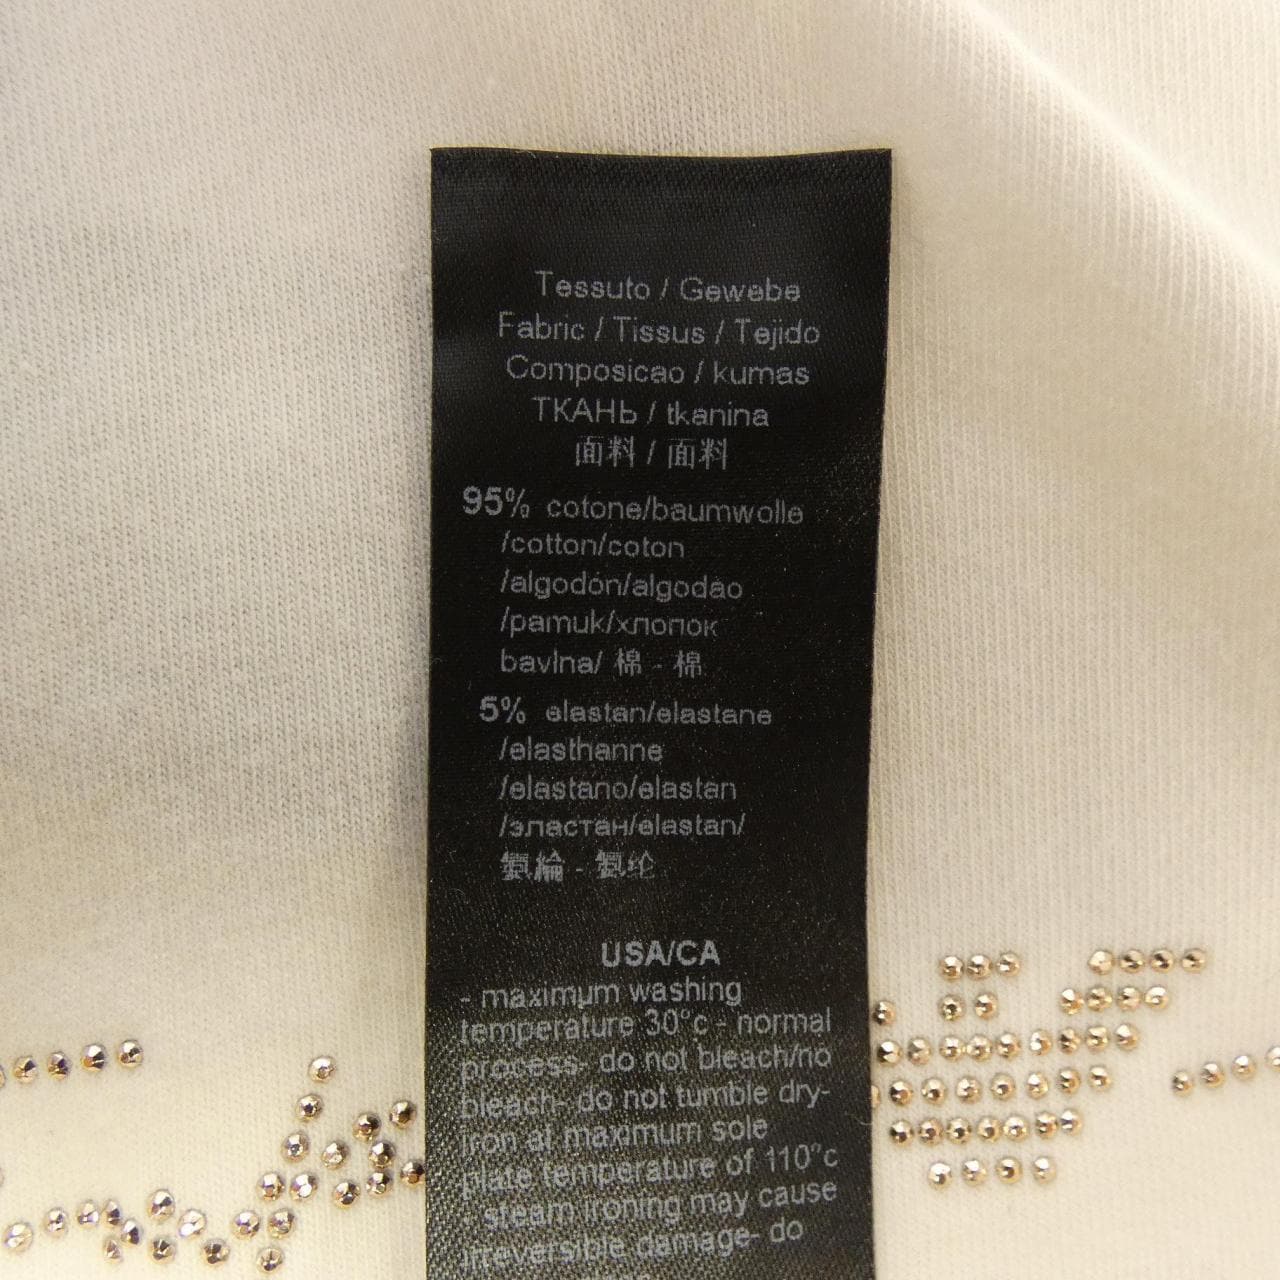 Tessuto / Gewebe
Fabric / Tissus / Tejido
Composicao / kumas
ТКАНЬ / tkanina
面料 / 面料
95% cotone/baumwolle
/cotton/coton
/algodón/algodao
/pamuk/хлопок
bavlna/ 棉 - 棉
5% elastan/elastane
/elasthanne
/elastano/elastan
/эластан/elastan/
氨綸 - 氨纶
USA/CA
- maximum washing
temperature 30°c - normal
process- do not bleach/no
bleach- do not tumble dry-
iron at maximum sole
plate temperature of 110°c
- steam ironing may cause
irreversible damage- do